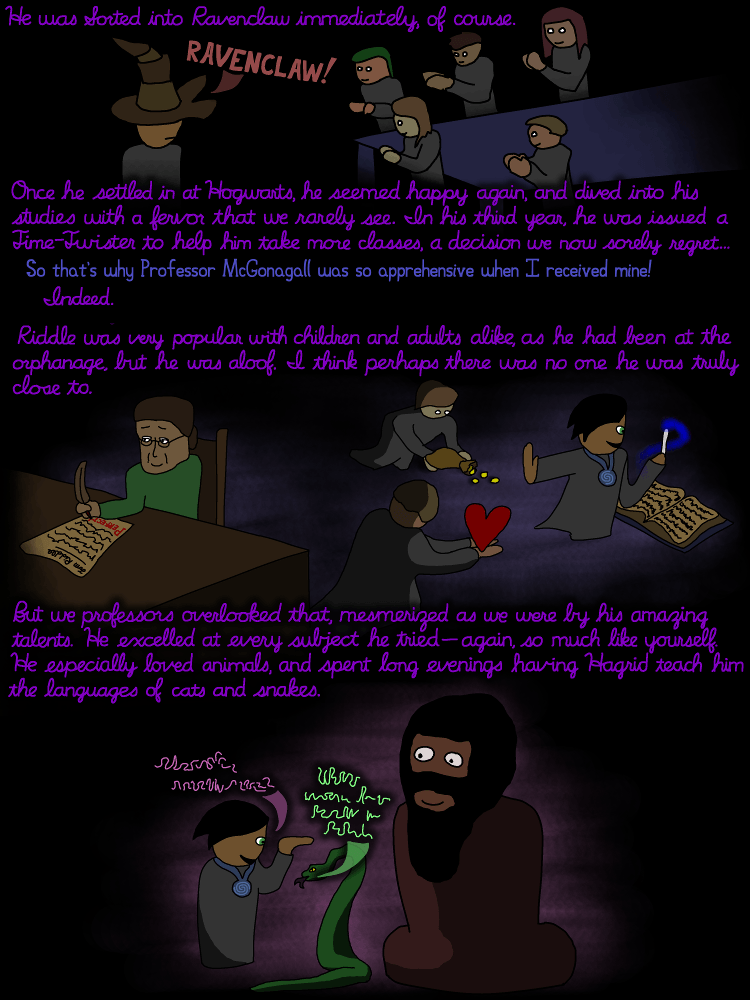 He was Sorted into Ravenclaw immediately, of course.
RAVENCLAW!
Once he settled in at Hogwarts, he seemed happy again, and dived into his
studies with a fervor that we rarely see. In his third year, he was issued a
Time-Twister to help him take more classes, a decision we now sorely regret...
So that's why Professor McGonagall was so apprehensive when I received mine!
Indeed.
Riddle was very popular with children and adults alike, as he had been at the
orphanage, but he was aloof. I think perhaps there was no one he was truly
close to.
Perfect
Tom Riddle
But we professors overlooked that, mesmerized as we were by his amazing
talents. He excelled at every subject he tried—again, so much like yourself.
He especially loved animals, and spent long evenings having Hagrid teach him
the languages of cats and snakes.